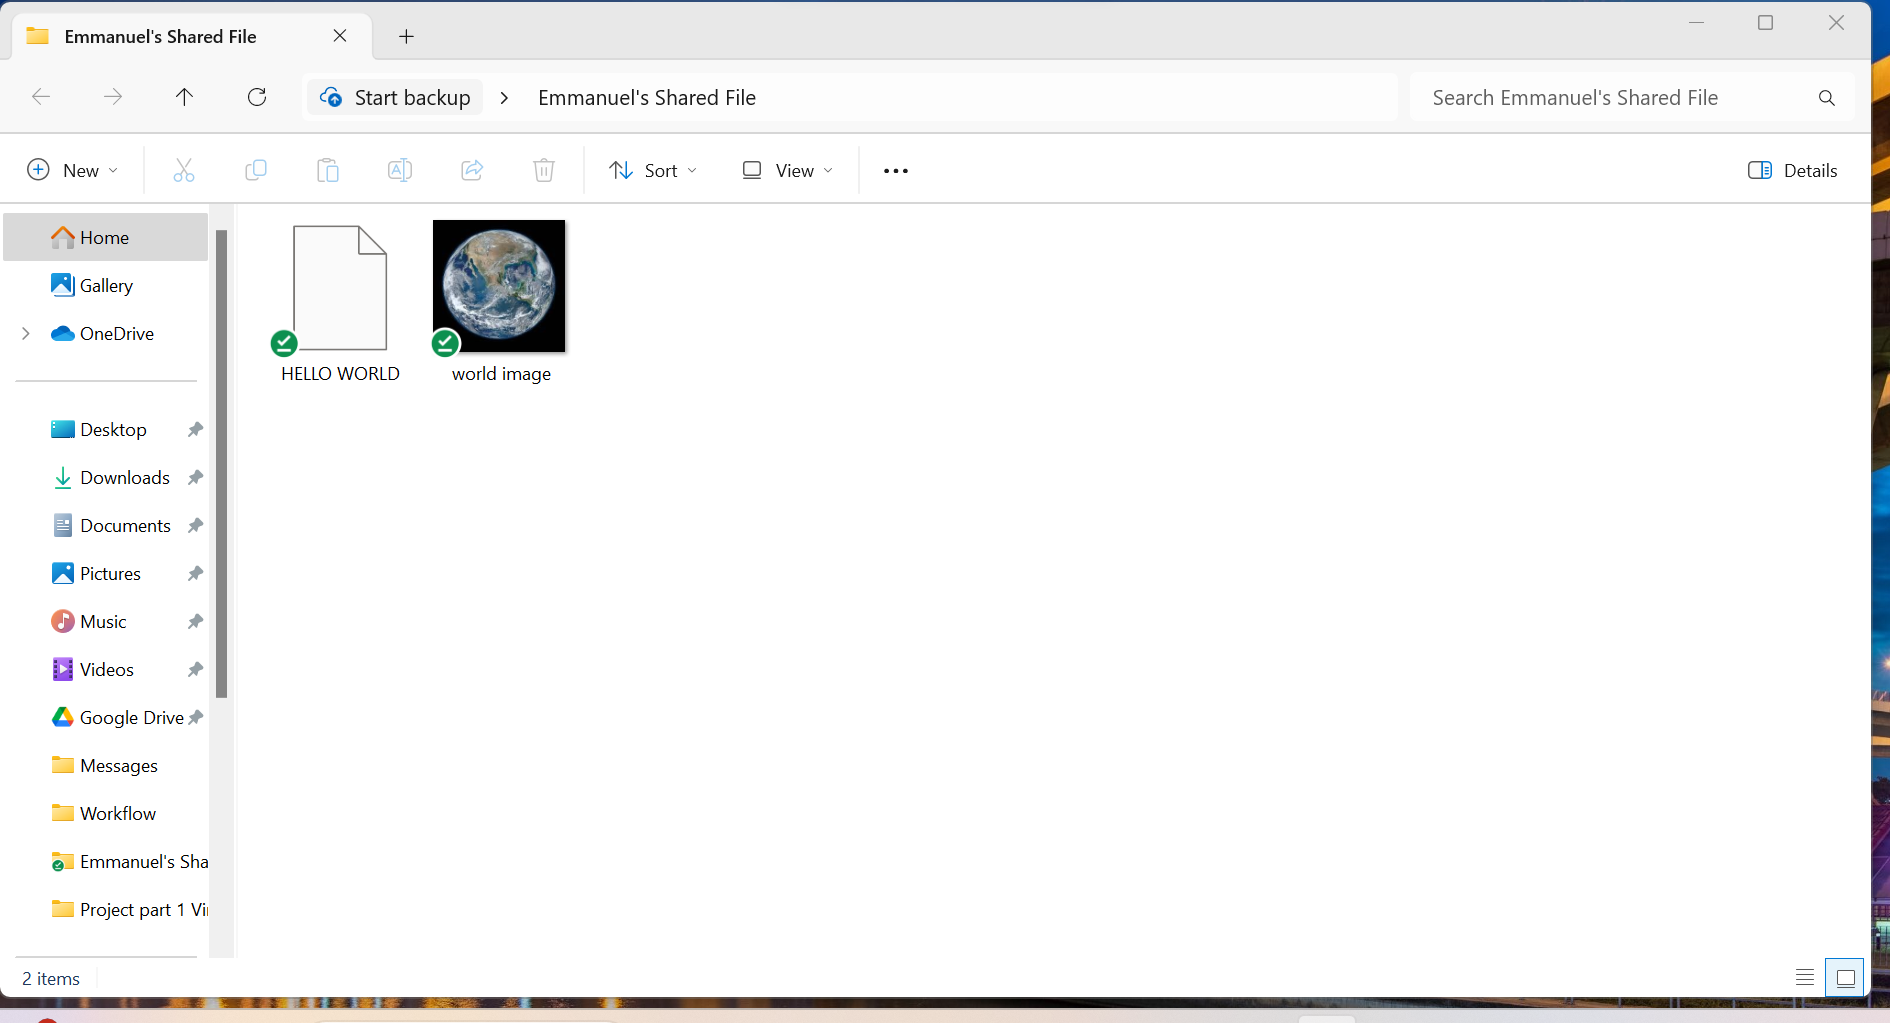 Emmanuel's Shared File
Start backup > Emmanuel's Shared File
Search Emmanuel's Shared File
New
Sort
View
Details
Home
Gallery
OneDrive
Desktop
Downloads
Documents
Pictures
Music
Videos
Google Drive
Messages
Workflow
Emmanuel's Sha
Project part 1 Vi
HELLO WORLD
world image
2 items